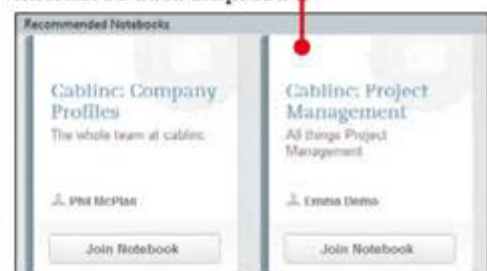 Recommended Notebooks
Cablinc: Company
Profiles
The whole team at cablinc
Phil McPlan
Join Notebook
Cablinc: Project
Management
All things Project
Management
Emma Demo
Join Notebook